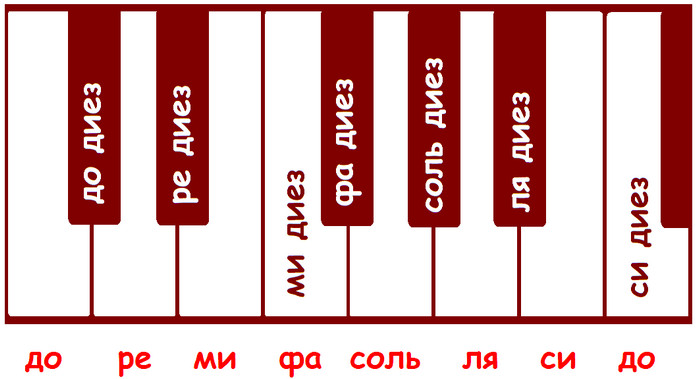 до диез
ре диез
ми диез
фа диез
соль диез
ля диез
си диез
до ре ми фа соль ля си до